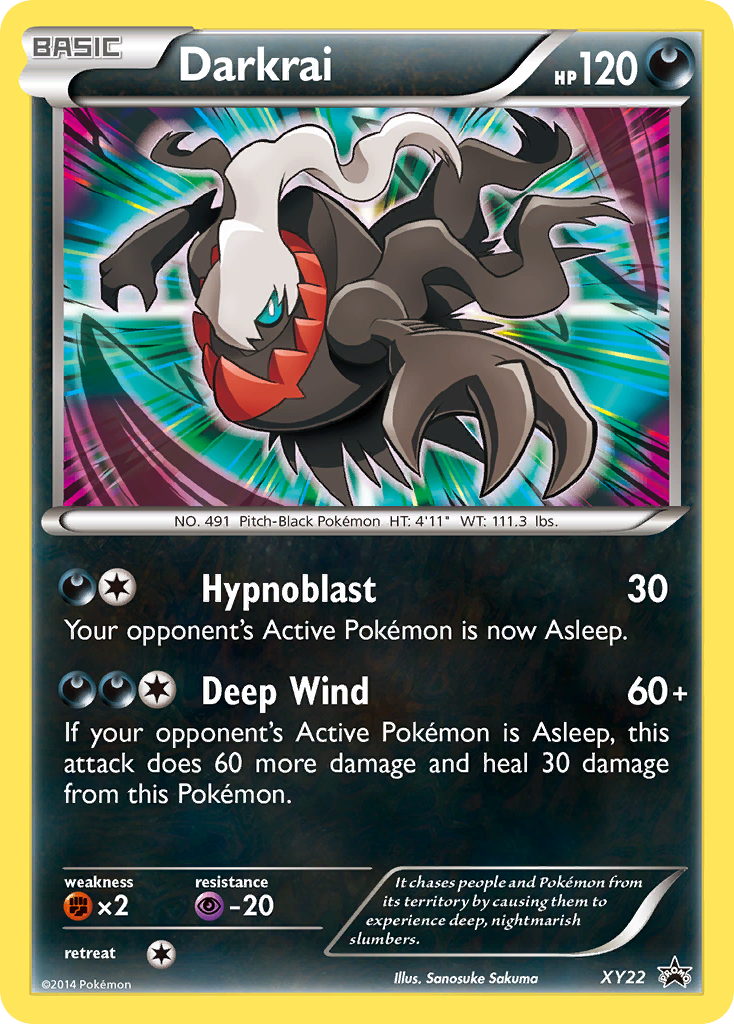 BASIC
Darkrai
HP120
NO. 491 Pitch-Black Pokémon HT: 4'11" WT: 111.3 lbs.
Hypnoblast 30
Your opponent's Active Pokémon is now Asleep.
Deep Wind 60+
If your opponent's Active Pokémon is Asleep, this
attack does 60 more damage and heal 30 damage
from this Pokémon.
weakness
×2
resistance
-20
retreat
It chases people and Pokémon from
its territory by causing them to
experience deep, nightmarish
slumbers.
©2014 Pokémon
Illus. Sanosuke Sakuma
XY22
PROMO